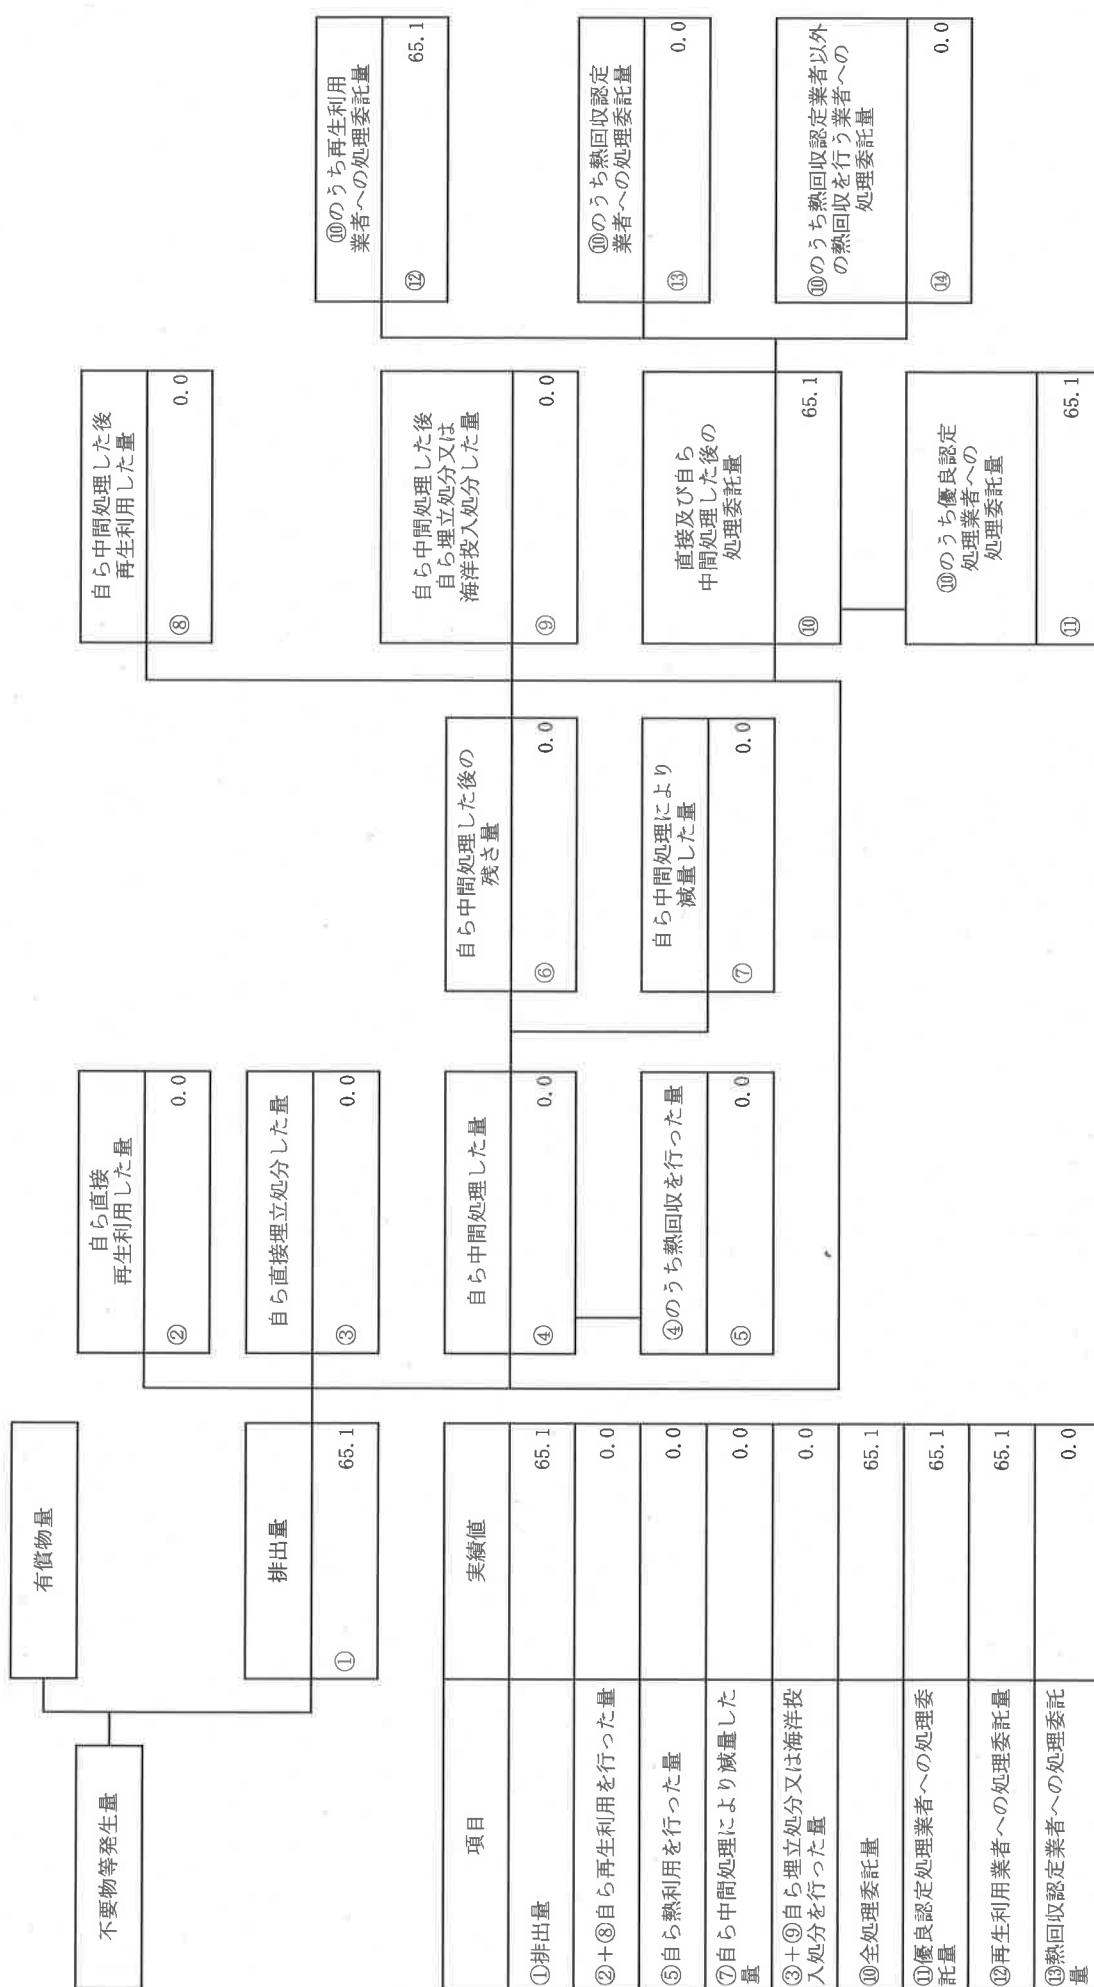 不要物等発生量
有償物量
排出量
① 65.1
自ら直接
再生利用した量
② 0.0
自ら直接埋立処分した量
③ 0.0
自ら中間処理した量
④ 0.0
④のうち熱回収を行った量
⑤ 0.0
自ら中間処理した後の
残さ量
⑥ 0.0
自ら中間処理により
減量した量
⑦ 0.0
自ら中間処理した後
再生利用した量
⑧ 0.0
自ら中間処理した後
自ら埋立処分又は
海洋投入処分した量
⑨ 0.0
直接及び自ら
中間処理した後の
処理委託量
⑩ 65.1
⑩のうち優良認定
処理業者への
処理委託量
⑪ 65.1
⑩のうち再生利用
業者への処理委託量
⑫ 65.1
⑩のうち熱回収認定
業者への処理委託量
⑬ 0.0
⑩のうち熱回収認定業者以外
の熱回収を行う業者への
処理委託量
⑭ 0.0
項目 実績値
①排出量 65.1
②+⑧自ら再生利用を行った量 0.0
⑤自ら熱利用を行った量 0.0
⑦自ら中間処理により減量した
量 0.0
③+⑨自ら埋立処分又は海洋投
入処分を行った量 0.0
⑩全処理委託量 65.1
⑪優良認定処理業者への処理委
託量 65.1
⑫再生利用業者への処理委託量 65.1
⑬熱回収認定業者への処理委託
量 0.0